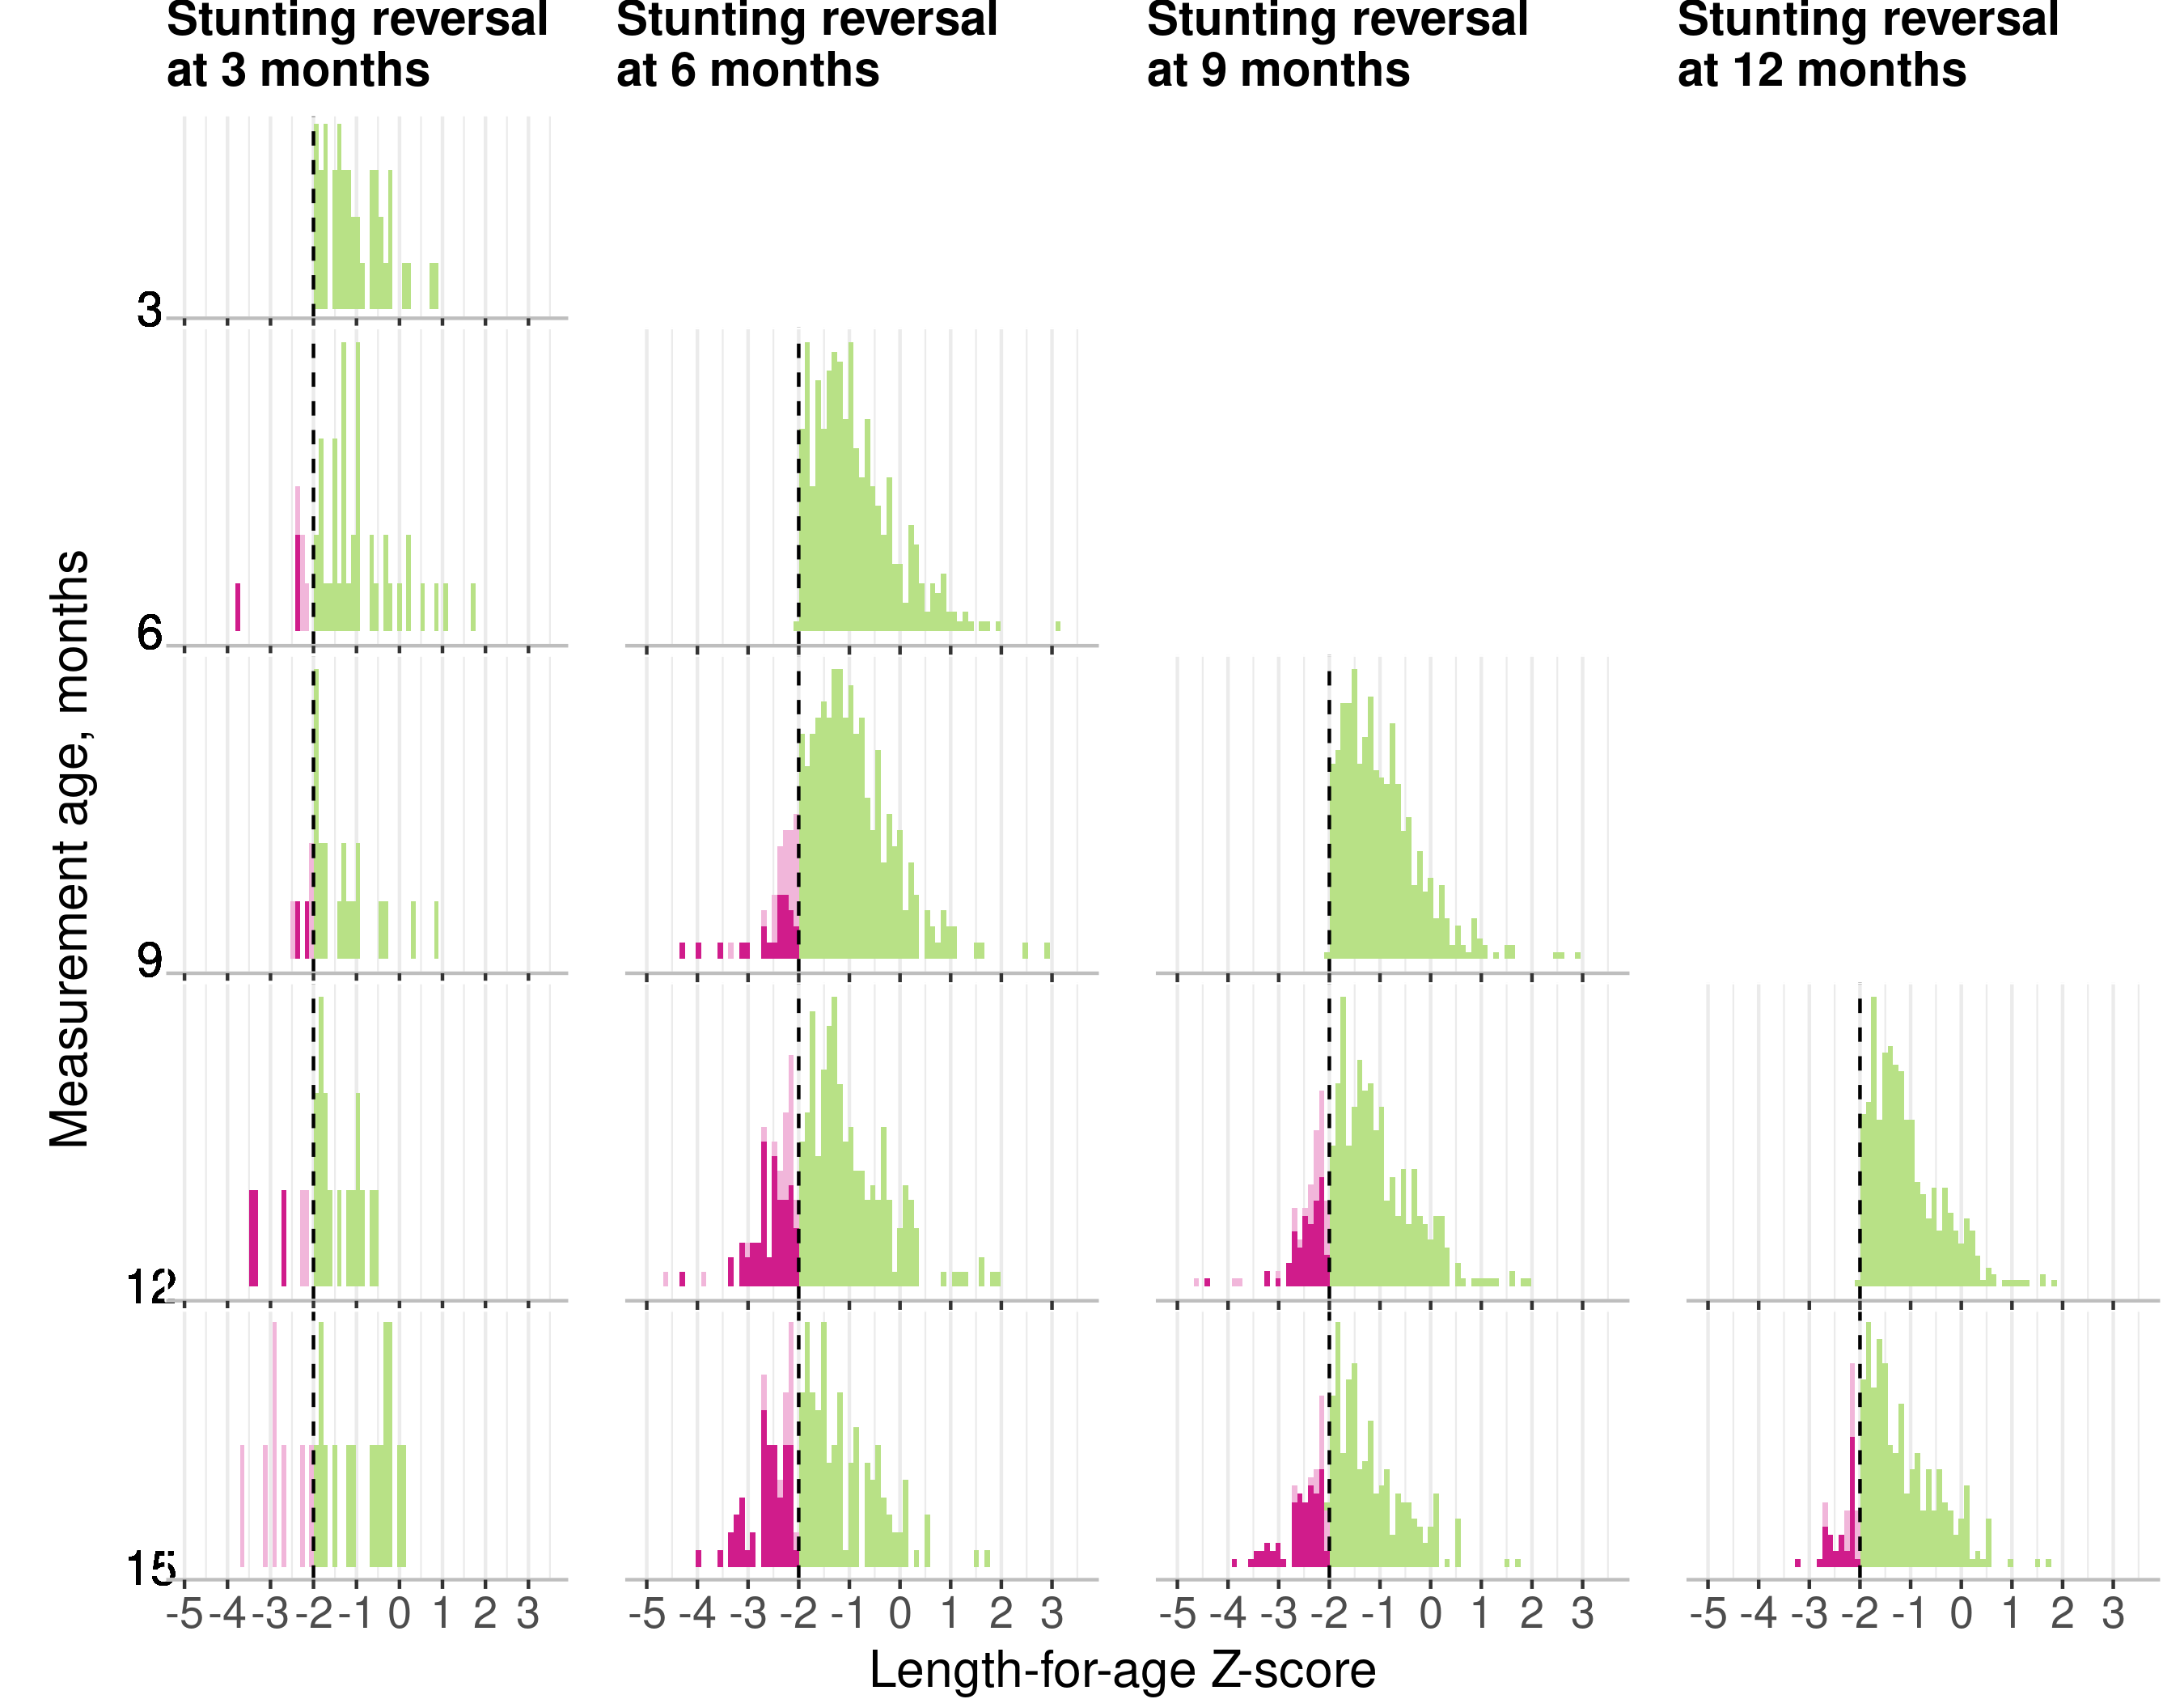 Stunting reversal
at 3 months
Stunting reversal
at 6 months
Stunting reversal
at 9 months
Stunting reversal
at 12 months
Measurement age, months
3
6
9
12
15
-5 -4 -3 -2 -1 0 1 2 3
-5 -4 -3 -2 -1 0 1 2 3
-5 -4 -3 -2 -1 0 1 2 3
-5 -4 -3 -2 -1 0 1 2 3
Length-for-age Z-score